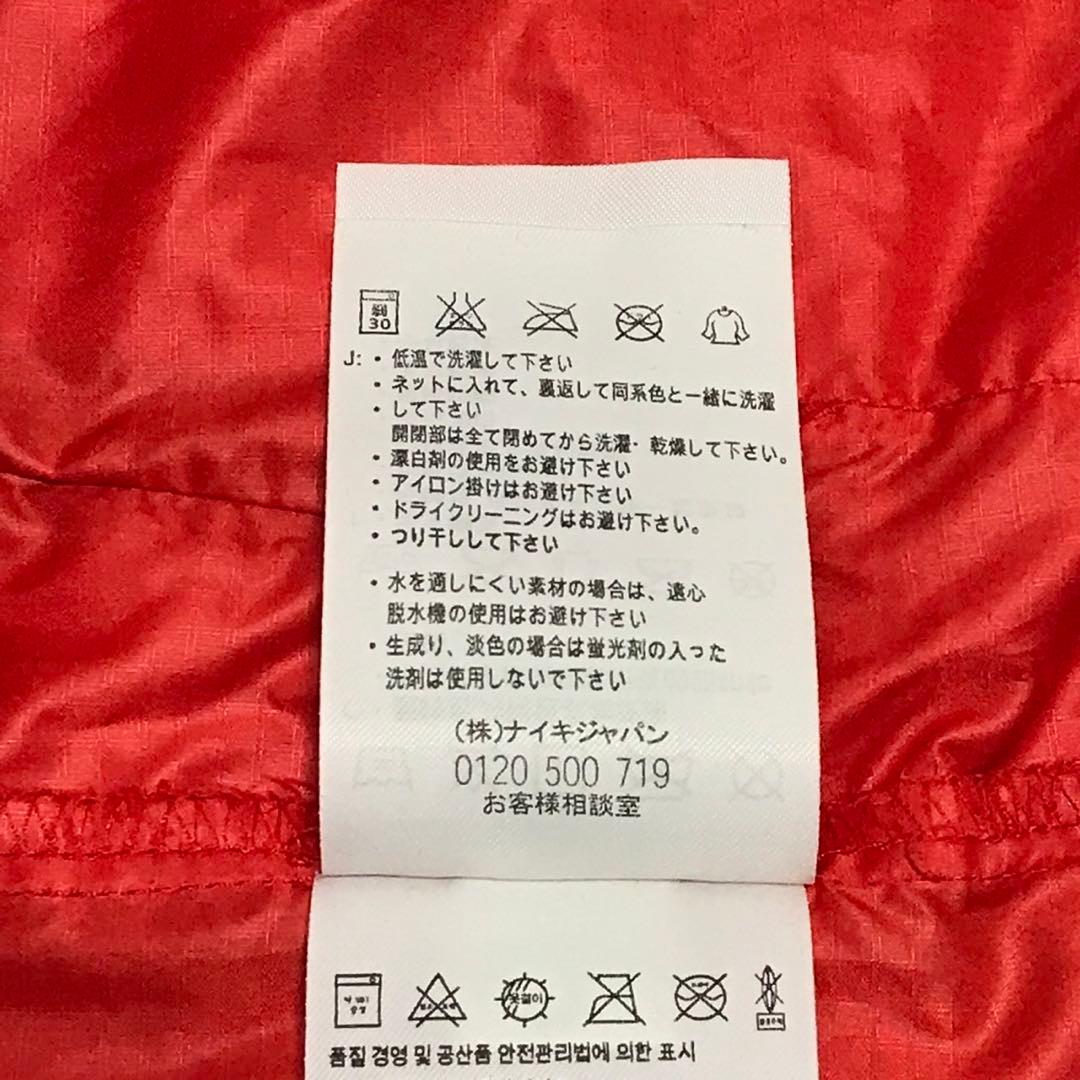 弱
30
J: ・低温で洗濯して下さい
・ネットに入れて、裏返して同系色と一緒に洗濯
・して下さい
開閉部は全て閉めてから洗濯・乾燥して下さい。
・漂白剤の使用をお避け下さい
・アイロン掛けはお避け下さい
・ドライクリーニングはお避け下さい。
・つり干しして下さい
・水を通しにくい素材の場合は、遠心
脱水機の使用はお避け下さい
・生成り、淡色の場合は蛍光剤の入った
洗剤は使用しないで下さい
(株)ナイキジャパン
0120 500 719
お客様相談室
옷걸이
품질 경영 및 공산품 안전관리법에 의한 표시